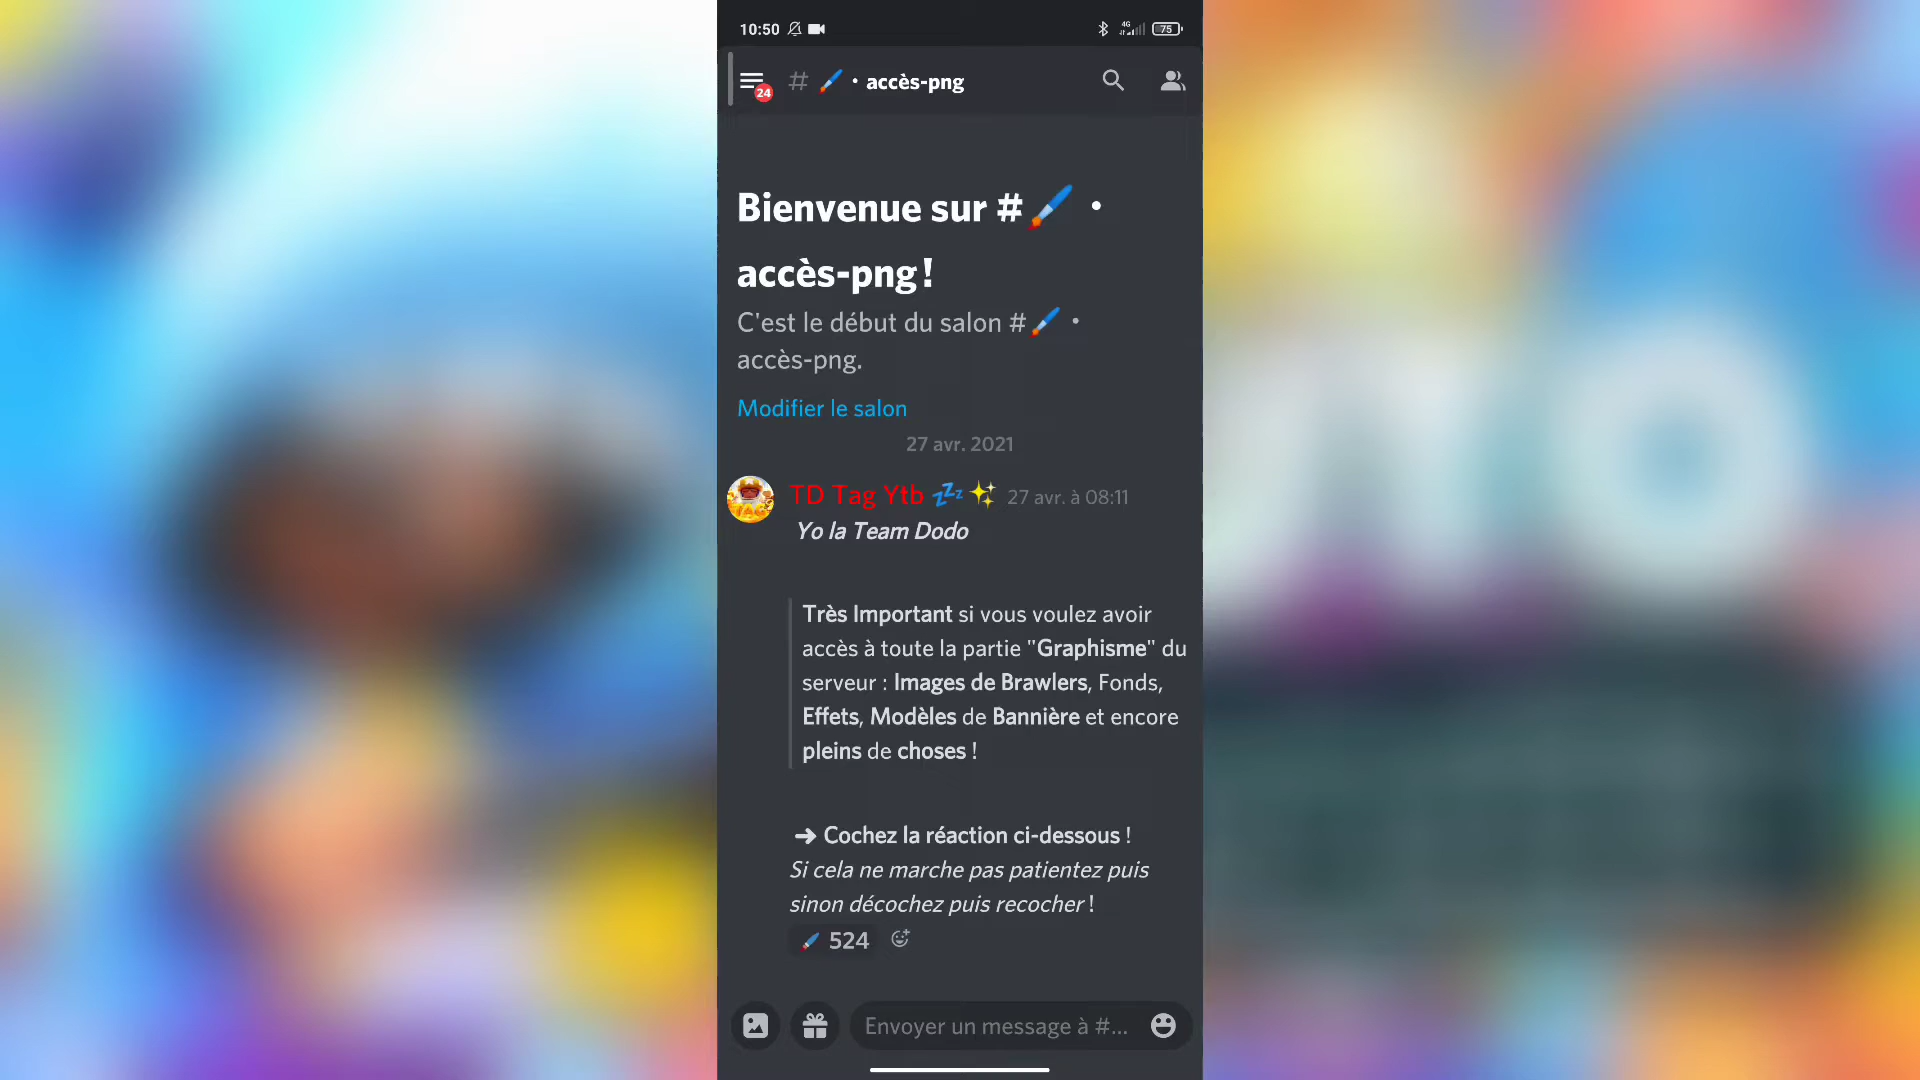 10:50 4G 75
24 # 🖌️・accès-png
Bienvenue sur #🖌️・
accès-png!
C'est le début du salon #🖌️・
accès-png.
Modifier le salon
27 avr. 2021
TD Tag Ytb 💤✨ 27 avr. à 08:11
Yo la Team Dodo
Très Important si vous voulez avoir
accès à toute la partie "Graphisme" du
serveur : Images de Brawlers, Fonds,
Effets, Modèles de Bannière et encore
pleins de choses !
➜ Cochez la réaction ci-dessous !
Si cela ne marche pas patientez puis
sinon décochez puis recocher !
🖌️ 524
Envoyer un message à #...